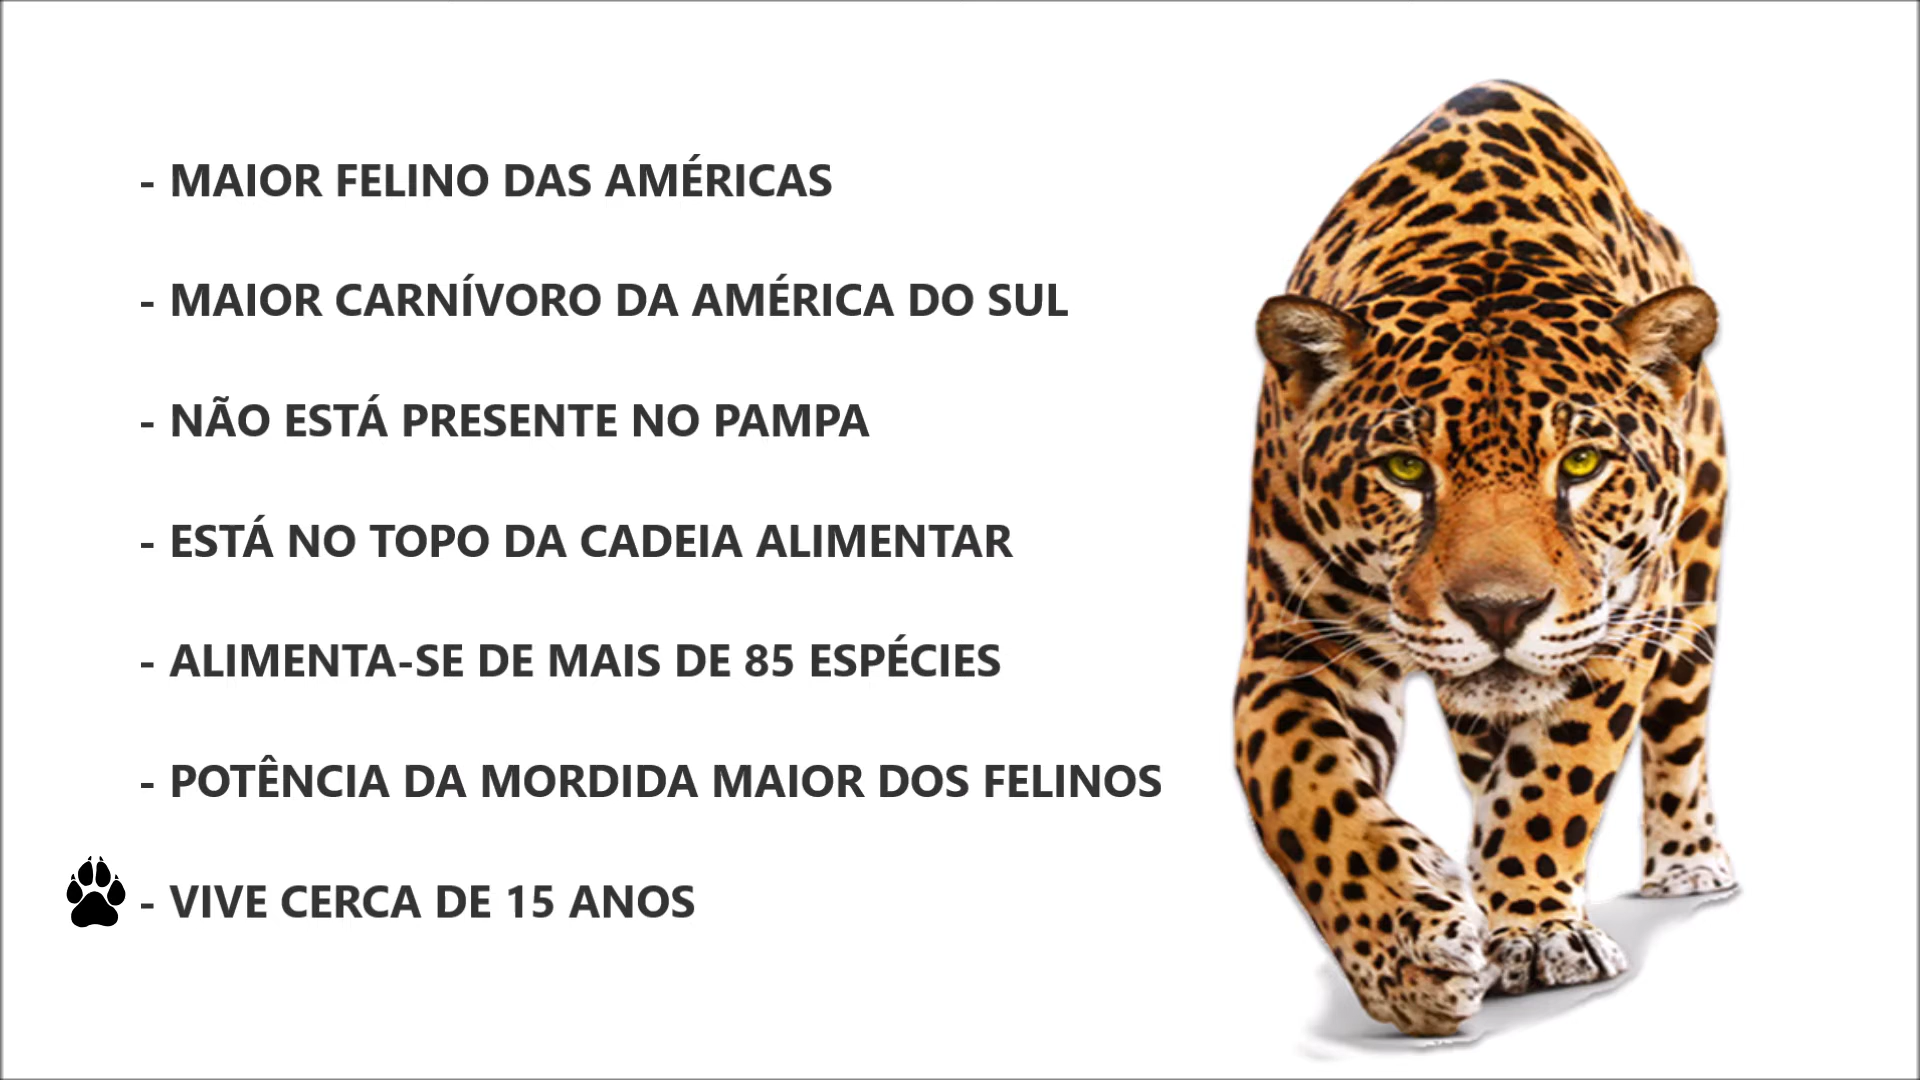 - MAIOR FELINO DAS AMÉRICAS
- MAIOR CARNÍVORO DA AMÉRICA DO SUL
- NÃO ESTÁ PRESENTE NO PAMPA
- ESTÁ NO TOPO DA CADEIA ALIMENTAR
- ALIMENTA-SE DE MAIS DE 85 ESPÉCIES
- POTÊNCIA DA MORDIDA MAIOR DOS FELINOS
- VIVE CERCA DE 15 ANOS